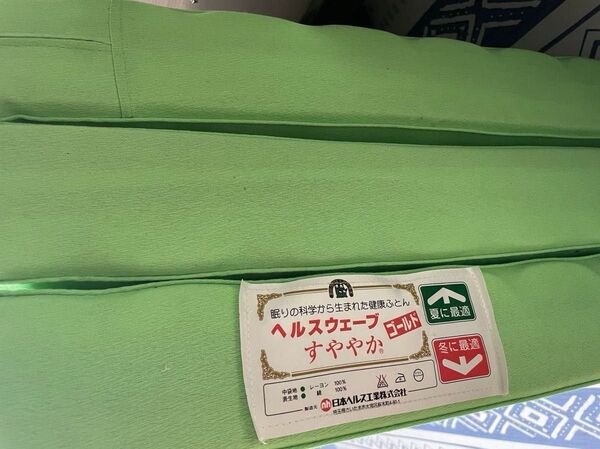 眠りの科学から生まれた健康ふとん
ヘルスウェーブ
ゴールド
すややか®
夏に最適
冬に最適
中袋地 ● レーヨン 100%
表生地 ● 綿 100%
製造元 日本ヘルス工業株式会社